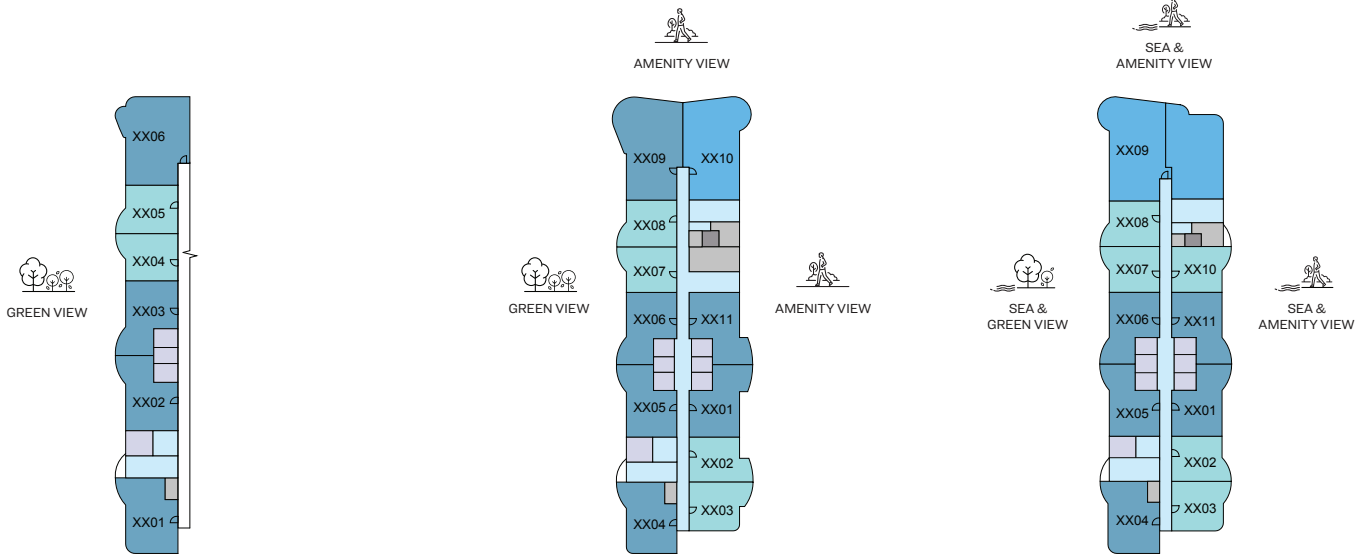 AMENITY VIEW
SEA &
AMENITY VIEW
XX06
XX05
XX04
XX03
XX02
XX01
GREEN VIEW
XX09
XX10
XX08
XX07
XX06
XX11
XX05
XX01
XX02
XX04
XX03
GREEN VIEW
AMENITY VIEW
XX09
XX08
XX07
XX10
XX06
XX11
XX05
XX01
XX02
XX04
XX03
SEA &
GREEN VIEW
SEA &
AMENITY VIEW